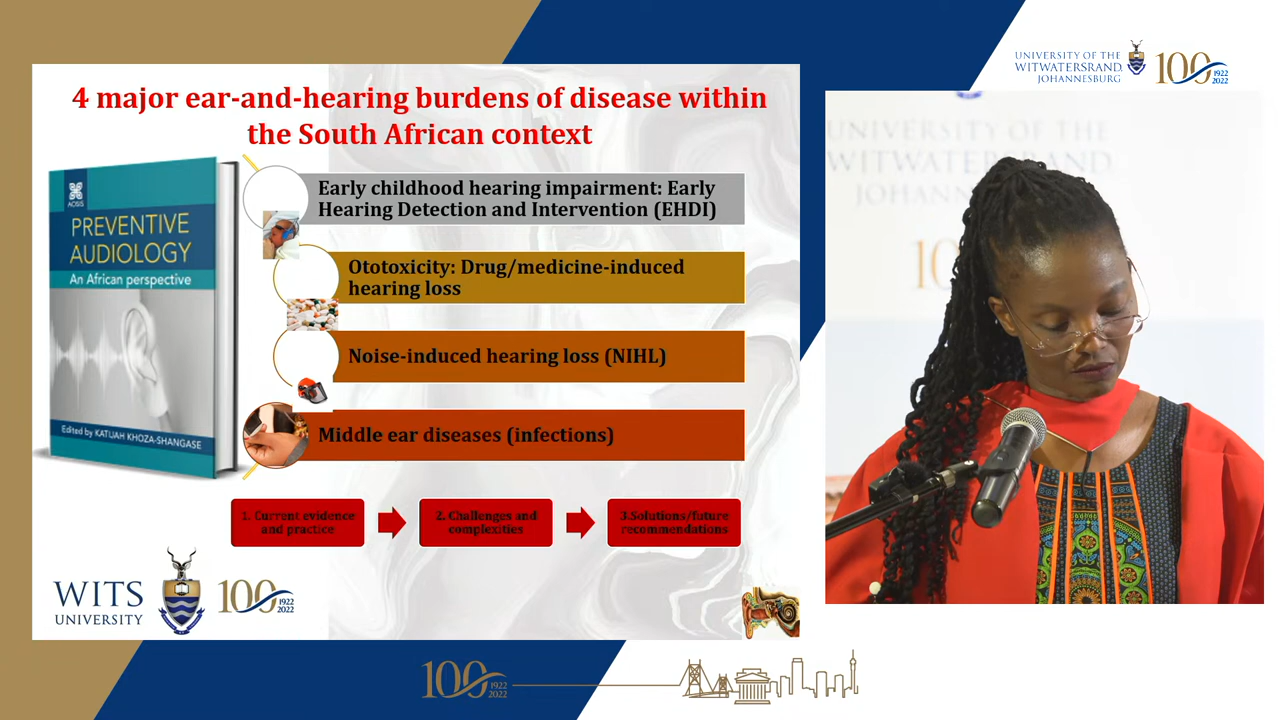 UNIVERSITY OF THE
WITWATERSRAND,
JOHANNESBURG
100 1922
2022
4 major ear-and-hearing burdens of disease within
the South African context
AOSIS
PREVENTIVE
AUDIOLOGY
An African perspective
Edited by KATIJAH KHOZA-SHANGASE
Early childhood hearing impairment: Early
Hearing Detection and Intervention (EHDI)
Ototoxicity: Drug/medicine-induced
hearing loss
Noise-induced hearing loss (NIHL)
Middle ear diseases (infections)
1. Current evidence
and practice
2. Challenges and
complexities
3.Solutions/future
recommendations
WITS
UNIVERSITY
100 1922
2022
UNIVERSITY OF THE
WITWATERSRAND
JOHANNES
10
100 1922
2022